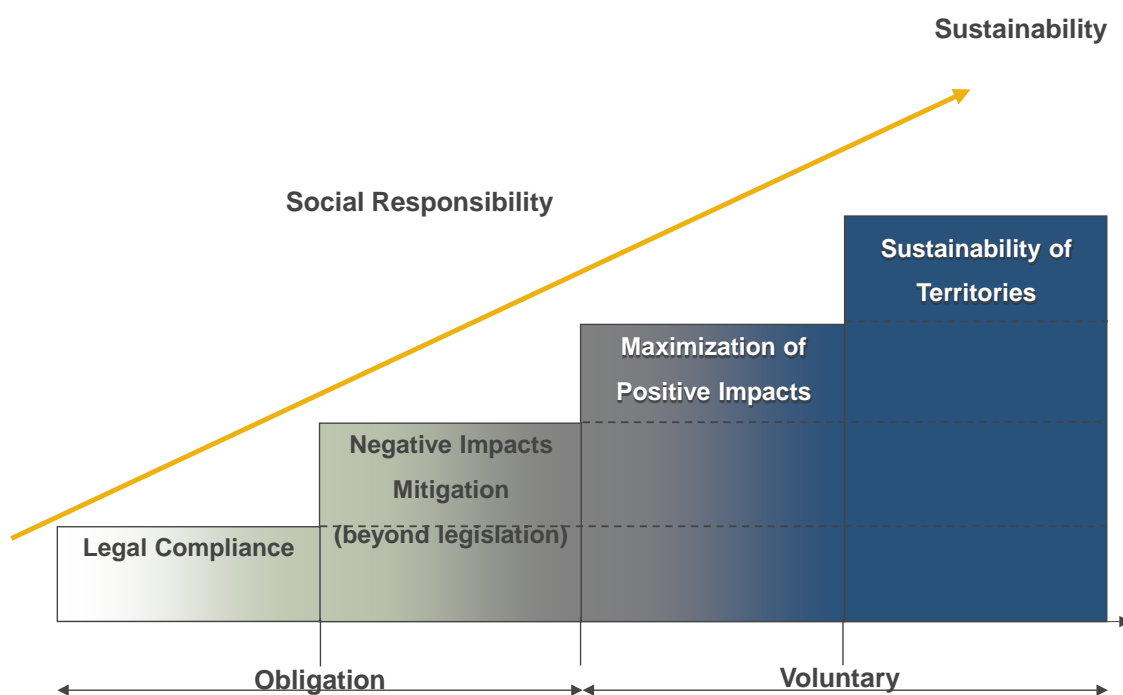 Sustainability
Social Responsibility
Sustainability of
Territories
Maximization of
Positive Impacts
Negative Impacts
Mitigation
(beyond legislation)
Legal Compliance
Obligation
Voluntary